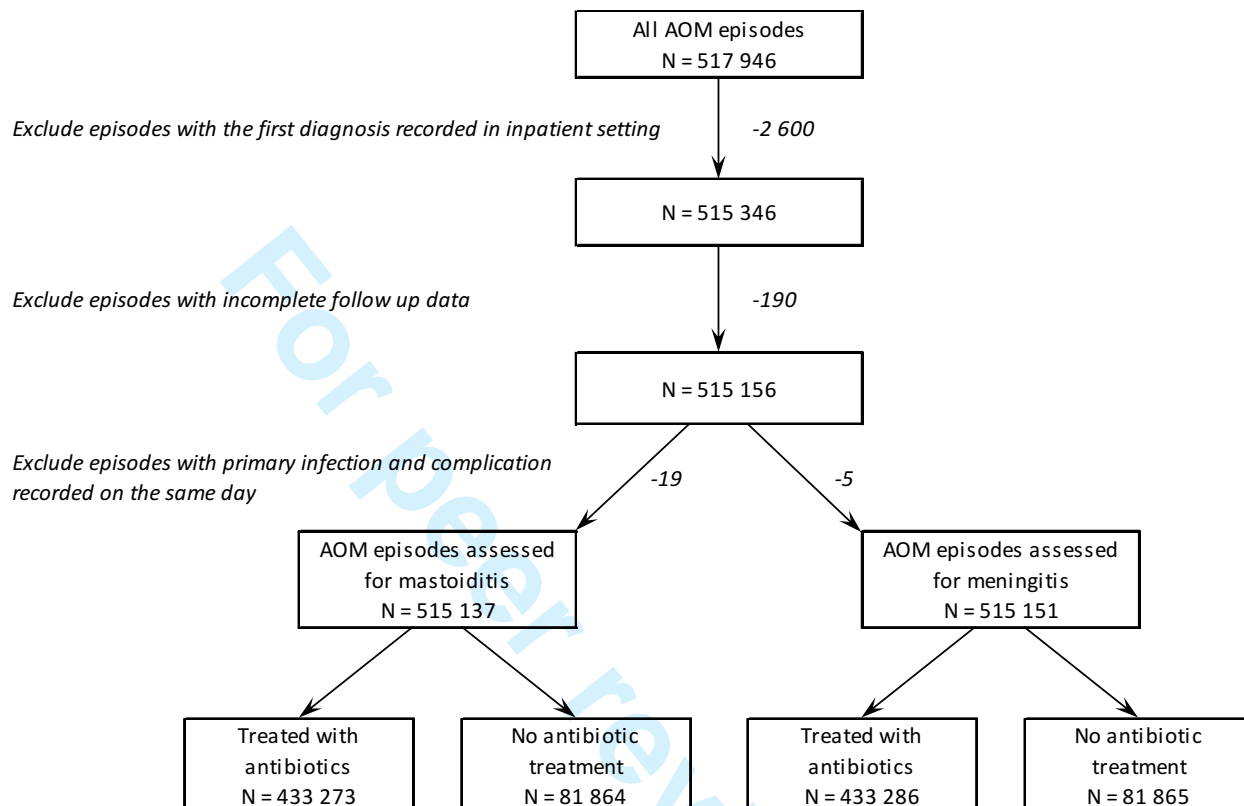 All AOM episodes
N = 517 946
Exclude episodes with the first diagnosis recorded in inpatient setting
-2 600
N = 515 346
Exclude episodes with incomplete follow up data
-190
N = 515 156
Exclude episodes with primary infection and complication
recorded on the same day
-19
-5
AOM episodes assessed
for mastoiditis
N = 515 137
AOM episodes assessed
for meningitis
N = 515 151
Treated with
antibiotics
N = 433 273
No antibiotic
treatment
N = 81 864
Treated with
antibiotics
N = 433 286
No antibiotic
treatment
N = 81 865
For peer rev